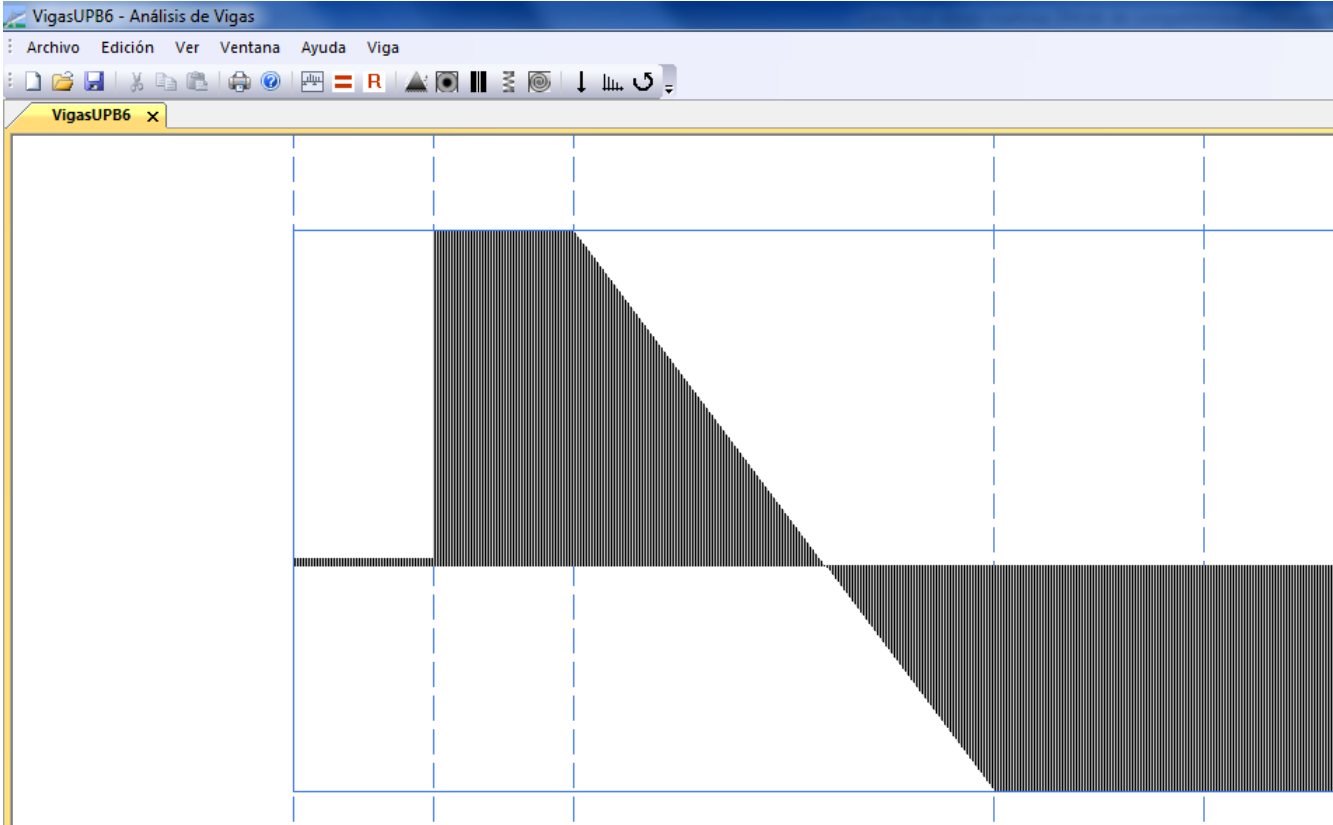 VigasUPB6 - Análisis de Vigas
Archivo Edición Ver Ventana Ayuda Viga
R
VigasUPB6 x